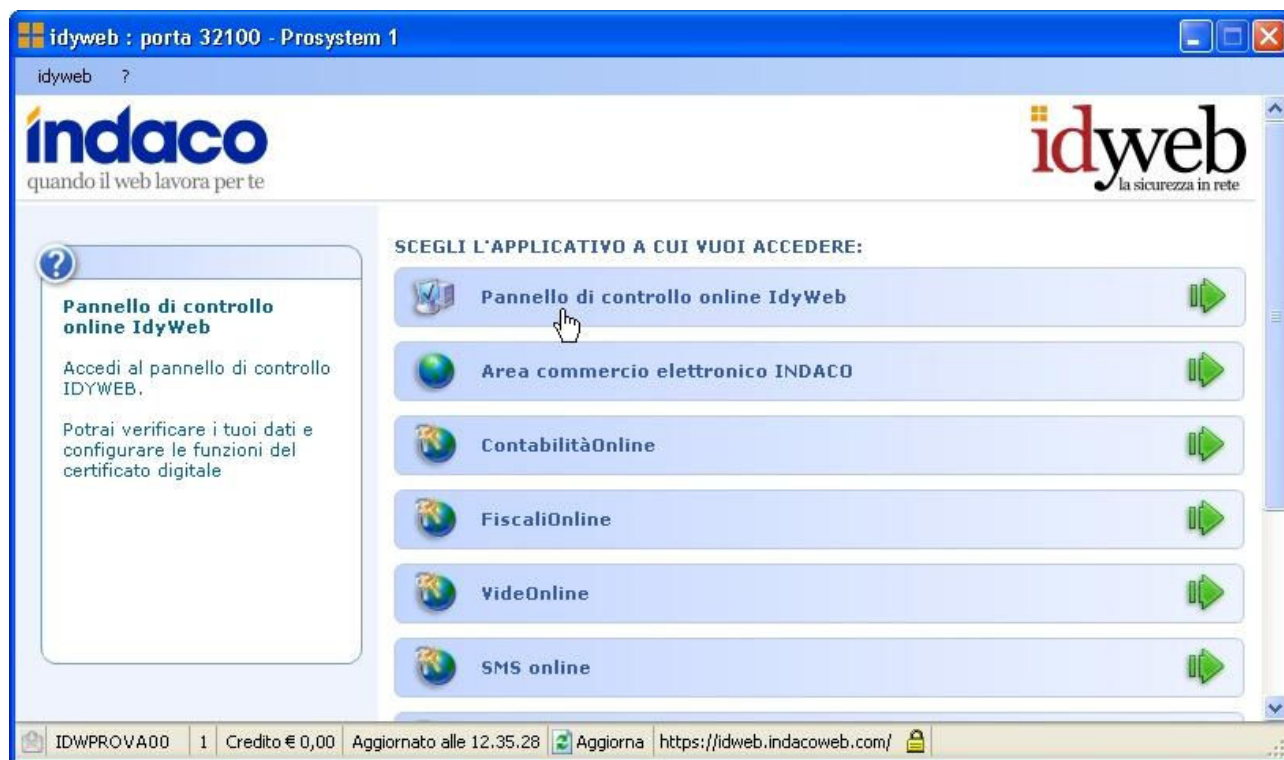 idyweb : porta 32100 - Prosystem 1
idyweb ?
indaco
quando il web lavora per te
idyweb
la sicurezza in rete
SCEGLI L'APPLICATIVO A CUI VUOI ACCEDERE:
?
Pannello di controllo
online IdyWeb
Accedi al pannello di controllo
IDYWEB.
Potrai verificare i tuoi dati e
configurare le funzioni del
certificato digitale
Pannello di controllo online IdyWeb
Area commercio elettronico INDACO
ContabilitàOnline
FiscaliOnline
VideOnline
SMS online
IDWPROVA00 1 Credito € 0,00 Aggiornato alle 12.35.28 Aggiorna https://idweb.indacoweb.com/